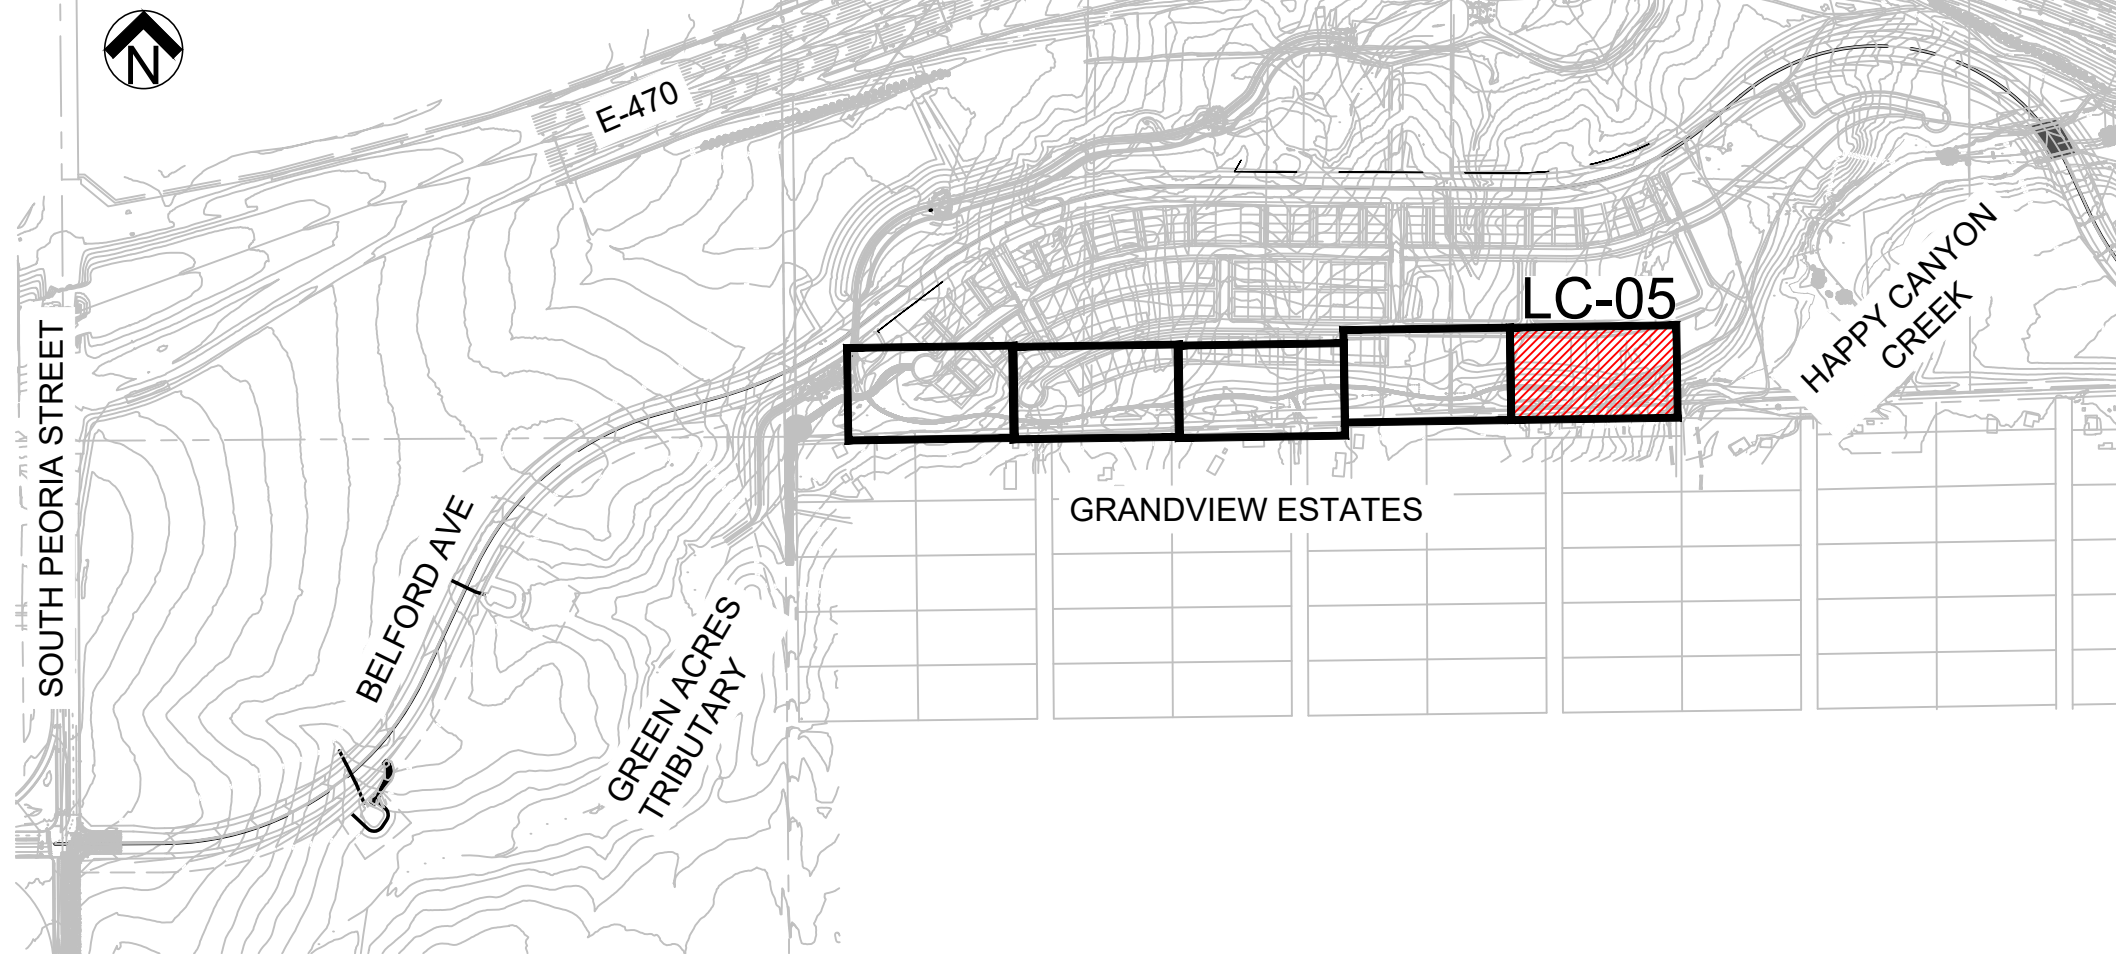 N
E-470
LC-05
HAPPY CANYON
CREEK
SOUTH PEORIA STREET
GRANDVIEW ESTATES
BELFORD AVE
GREEN ACRES
TRIBUTARY